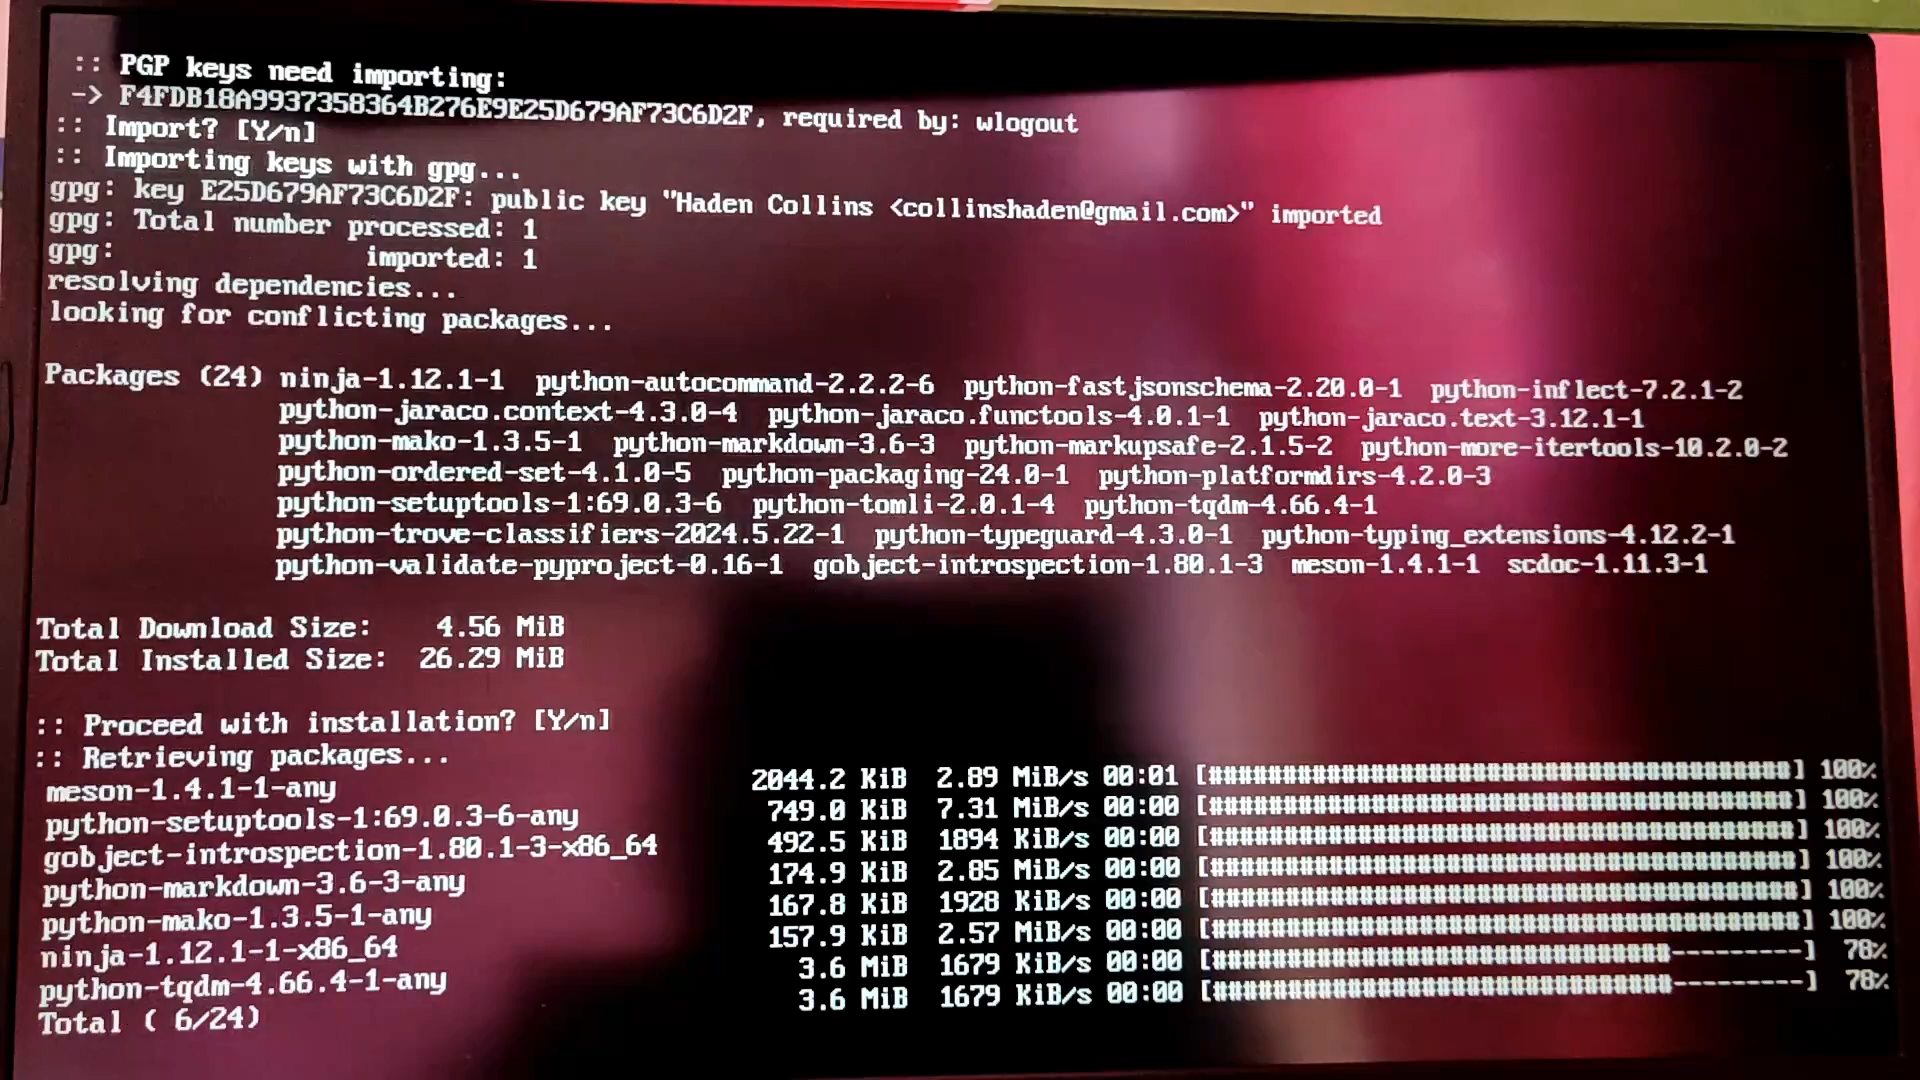 :: PGP keys need importing:
-> F4FDB18A9937358364B276E9E25D679AF73C6D2F, required by: wlogout
:: Import? [Y/n]
:: Importing keys with gpg...
gpg: key E25D679AF73C6D2F: public key "Haden Collins <collinshaden@gmail.com>" imported
gpg: Total number processed: 1
gpg: imported: 1
resolving dependencies...
looking for conflicting packages...
Packages (24) ninja-1.12.1-1 python-autocommand-2.2.2-6 python-fastjsonschema-2.20.0-1 python-inflect-7.2.1-2
python-jaraco.context-4.3.0-4 python-jaraco.functools-4.0.1-1 python-jaraco.text-3.12.1-1
python-mako-1.3.5-1 python-markdown-3.6-3 python-markupsafe-2.1.5-2 python-more-itertools-10.2.0-2
python-ordered-set-4.1.0-5 python-packaging-24.0-1 python-platformdirs-4.2.0-3
python-setuptools-1:69.0.3-6 python-tomli-2.0.1-4 python-tqdm-4.66.4-1
python-trove-classifiers-2024.5.22-1 python-typeguard-4.3.0-1 python-typing_extensions-4.12.2-1
python-validate-pyproject-0.16-1 gobject-introspection-1.80.1-3 meson-1.4.1-1 scdoc-1.11.3-1
Total Download Size: 4.56 MiB
Total Installed Size: 26.29 MiB
:: Proceed with installation? [Y/n]
:: Retrieving packages...
meson-1.4.1-1-any 2044.2 KiB 2.89 MiB/s 00:01 [######################################] 100%
python-setuptools-1:69.0.3-6-any 749.0 KiB 7.31 MiB/s 00:00 [######################################] 100%
gobject-introspection-1.80.1-3-x86_64 492.5 KiB 1894 KiB/s 00:00 [######################################] 100%
python-markdown-3.6-3-any 174.9 KiB 2.85 MiB/s 00:00 [######################################] 100%
python-mako-1.3.5-1-any 167.8 KiB 1928 KiB/s 00:00 [######################################] 100%
ninja-1.12.1-1-x86_64 157.9 KiB 2.57 MiB/s 00:00 [######################################] 100%
python-tqdm-4.66.4-1-any 3.6 MiB 1679 KiB/s 00:00 [##############################---------] 78%
Total ( 6/24) 3.6 MiB 1679 KiB/s 00:00 [##############################---------] 78%